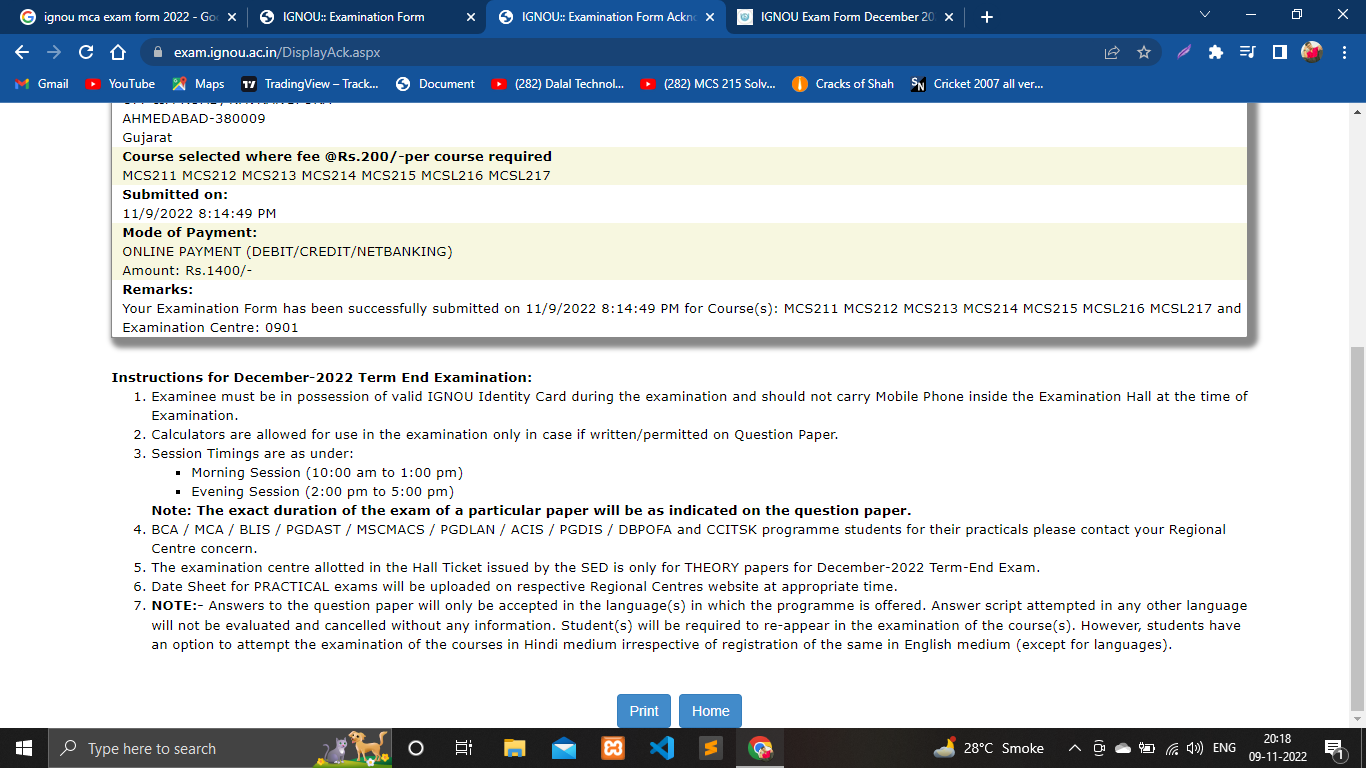 ignou mca exam form 2022 - Goo
IGNOU:: Examination Form
IGNOU:: Examination Form Ackno
IGNOU Exam Form December 202
exam.ignou.ac.in/DisplayAck.aspx
Gmail
YouTube
Maps
TradingView – Track...
Document
(282) Dalal Technol...
(282) MCS 215 Solv...
Cracks of Shah
Cricket 2007 all ver...
AHMEDABAD-380009
Gujarat
Course selected where fee @Rs.200/-per course required
MCS211 MCS212 MCS213 MCS214 MCS215 MCSL216 MCSL217
Submitted on:
11/9/2022 8:14:49 PM
Mode of Payment:
ONLINE PAYMENT (DEBIT/CREDIT/NETBANKING)
Amount: Rs.1400/-
Remarks:
Your Examination Form has been successfully submitted on 11/9/2022 8:14:49 PM for Course(s): MCS211 MCS212 MCS213 MCS214 MCS215 MCSL216 MCSL217 and
Examination Centre: 0901
Instructions for December-2022 Term End Examination:
1. Examinee must be in possession of valid IGNOU Identity Card during the examination and should not carry Mobile Phone inside the Examination Hall at the time of
Examination.
2. Calculators are allowed for use in the examination only in case if written/permitted on Question Paper.
3. Session Timings are as under:
▪ Morning Session (10:00 am to 1:00 pm)
▪ Evening Session (2:00 pm to 5:00 pm)
Note: The exact duration of the exam of a particular paper will be as indicated on the question paper.
4. BCA / MCA / BLIS / PGDAST / MSCMACS / PGDLAN / ACIS / PGDIS / DBPOFA and CCITSK programme students for their practicals please contact your Regional
Centre concern.
5. The examination centre allotted in the Hall Ticket issued by the SED is only for THEORY papers for December-2022 Term-End Exam.
6. Date Sheet for PRACTICAL exams will be uploaded on respective Regional Centres website at appropriate time.
7. NOTE:- Answers to the question paper will only be accepted in the language(s) in which the programme is offered. Answer script attempted in any other language
will not be evaluated and cancelled without any information. Student(s) will be required to re-appear in the examination of the course(s). However, students have
an option to attempt the examination of the courses in Hindi medium irrespective of registration of the same in English medium (except for languages).
Print
Home
Type here to search
28°C Smoke
ENG
20:18
09-11-2022
1